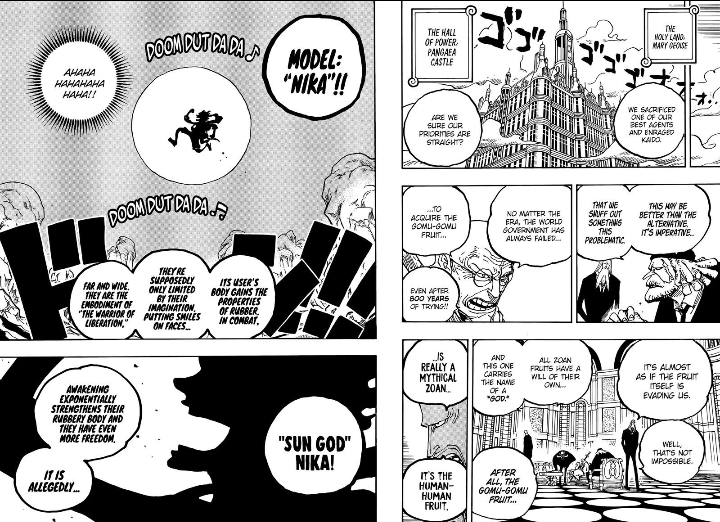 THE
HOLY LAND:
MARY GEOISE
THE HALL
OF POWER:
PANGAEA
CASTLE
ゴゴゴ
ゴゴゴ
WE SACRIFICED
ONE OF OUR
BEST AGENTS
AND ENRAGED
KAIDO.
ARE WE
SURE OUR
PRIORITIES ARE
STRAIGHT?
THIS MAY BE
BETTER THAN THE
ALTERNATIVE.
IT'S IMPERATIVE...
THAT WE
SNUFF OUT
SOMETHING
THIS
PROBLEMATIC.
NO MATTER THE
ERA, THE WORLD
GOVERNMENT HAS
ALWAYS FAILED...
...TO
ACQUIRE THE
GOMU-GOMU
FRUIT...
EVEN AFTER
800 YEARS
OF TRYING!!
IT'S ALMOST
AS IF THE FRUIT
ITSELF IS
EVADING US.
WELL,
THAT'S NOT
IMPOSSIBLE.
ALL ZOAN
FRUITS HAVE A
WILL OF THEIR
OWN...
AND
THIS ONE
CARRIES
THE NAME
OF A
"GOD."
AFTER
ALL, THE
GOMU-GOMU
FRUIT...
...IS
REALLY A
MYTHICAL
ZOAN...
IT'S THE
HUMAN-
HUMAN
FRUIT.
MODEL:
"NIKA"!!
DOOM DUT DA DA ♪
AHAHA
HAHAHAHA
HAHA!!
DOOM DUT DA DA ♪
ITS USER'S
BODY GAINS THE
PROPERTIES
OF RUBBER.
IN COMBAT,
THEY'RE
SUPPOSEDLY
ONLY LIMITED
BY THEIR
IMAGINATION,
PUTTING SMILES
ON FACES...
FAR AND WIDE.
THEY ARE THE
EMBODIMENT OF
"THE WARRIOR OF
LIBERATION,"
"SUN GOD"
NIKA!
AWAKENING
EXPONENTIALLY
STRENGTHENS THEIR
RUBBERY BODY AND
THEY HAVE EVEN
MORE FREEDOM.
IT IS
ALLEGEDLY...